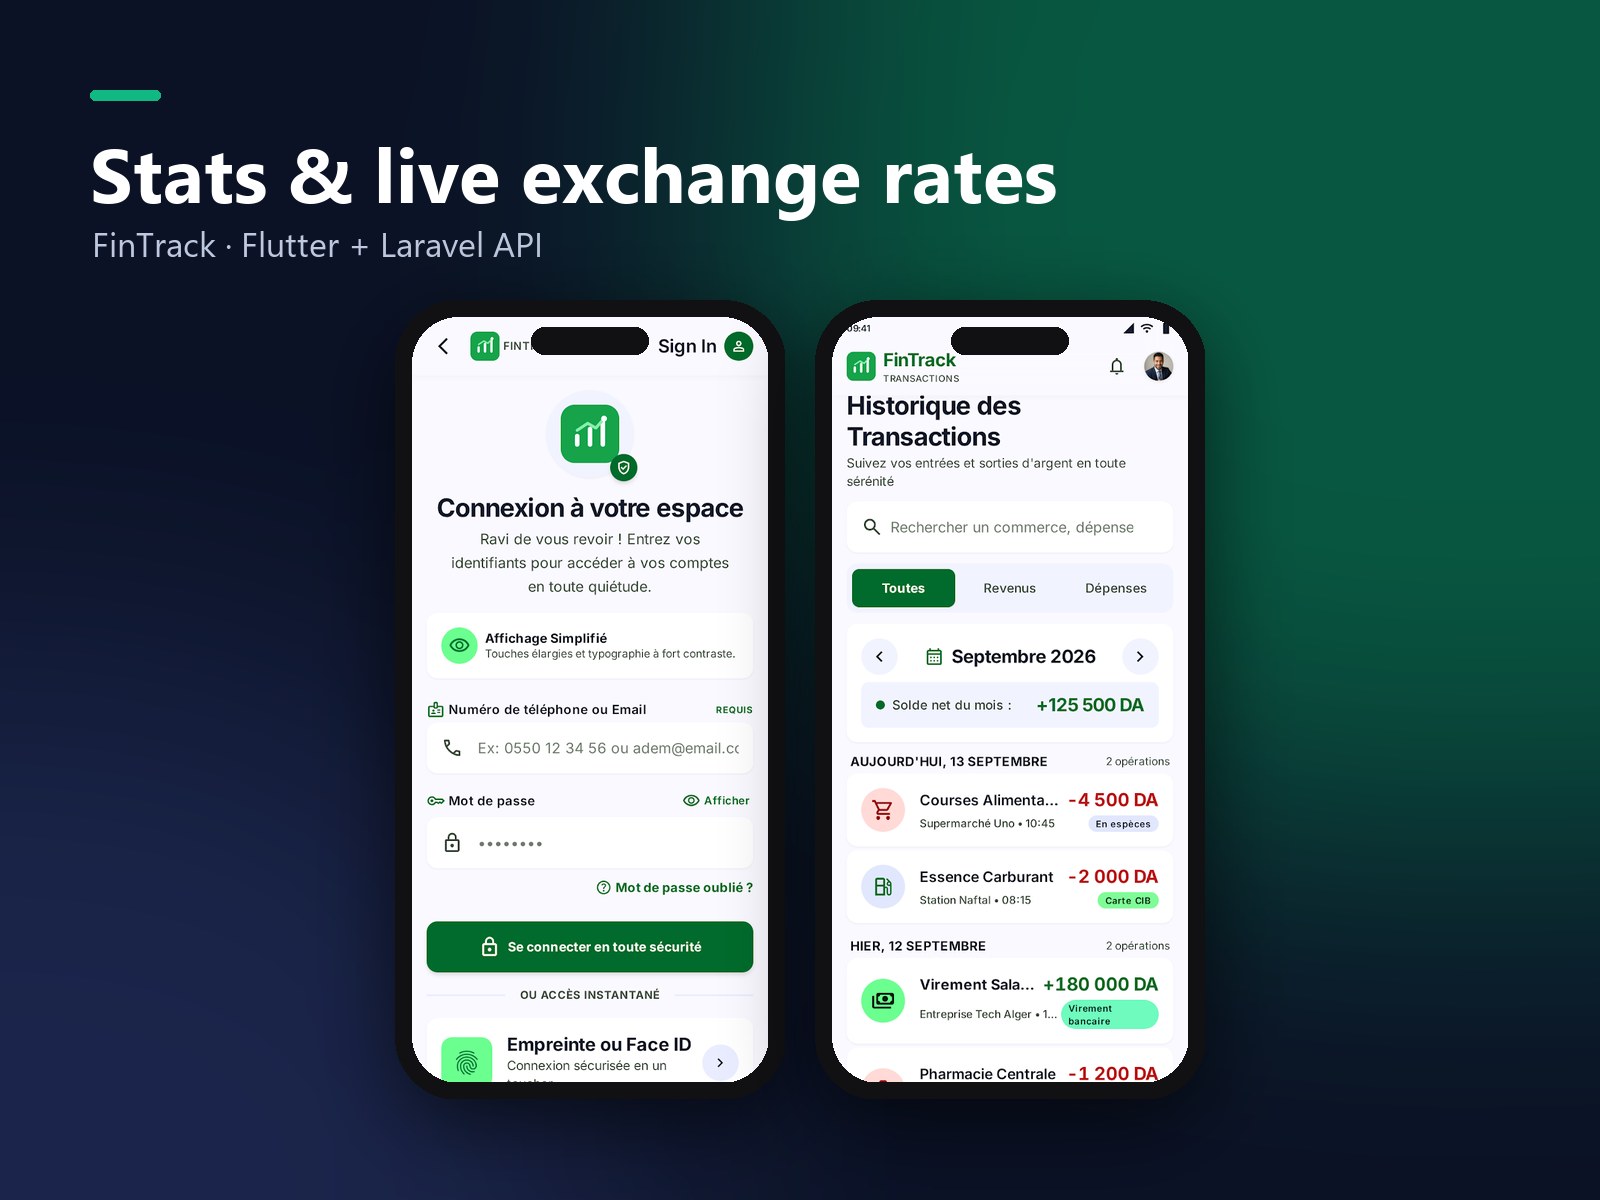 Stats & live exchange rates
FinTrack · Flutter + Laravel API
Sign In
Connexion à votre espace
Ravi de vous revoir ! Entrez vos
identifiants pour accéder à vos comptes
en toute quiétude.
Affichage Simplifié
Touches élargies et typographie à fort contraste.
Numéro de téléphone ou Email
REQUIS
Ex: 0550 12 34 56 ou adem@email.cc
Mot de passe
Afficher
••••••••
Mot de passe oublié ?
Se connecter en toute sécurité
OU ACCÈS INSTANTANÉ
Empreinte ou Face ID
Connexion sécurisée en un
09:41
FinTrack
TRANSACTIONS
Historique des
Transactions
Suivez vos entrées et sorties d'argent en toute
sérénité
Rechercher un commerce, dépense
Toutes
Revenus
Dépenses
Septembre 2026
Solde net du mois :
+125 500 DA
AUJOURD'HUI, 13 SEPTEMBRE
2 opérations
Courses Alimenta...
-4 500 DA
Supermarché Uno • 10:45
En espèces
Essence Carburant
-2 000 DA
Station Naftal • 08:15
Carte CIB
HIER, 12 SEPTEMBRE
2 opérations
Virement Sala...
+180 000 DA
Entreprise Tech Alger • 1...
Virement
bancaire
Pharmacie Centrale
-1 200 DA